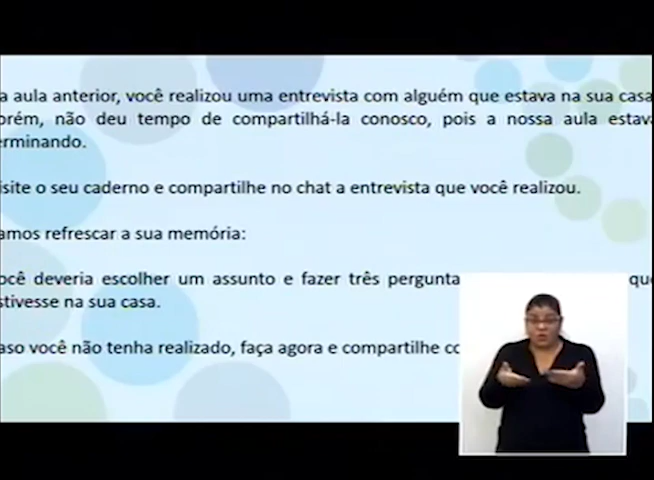 a aula anterior, você realizou uma entrevista com alguém que estava na sua casa
orém, não deu tempo de compartilhá-la conosco, pois a nossa aula estav
erminando.
isite o seu caderno e compartilhe no chat a entrevista que você realizou.
amos refrescar a sua memória:
ocê deveria escolher um assunto e fazer três pergunta que
stivesse na sua casa.
aso você não tenha realizado, faça agora e compartilhe co